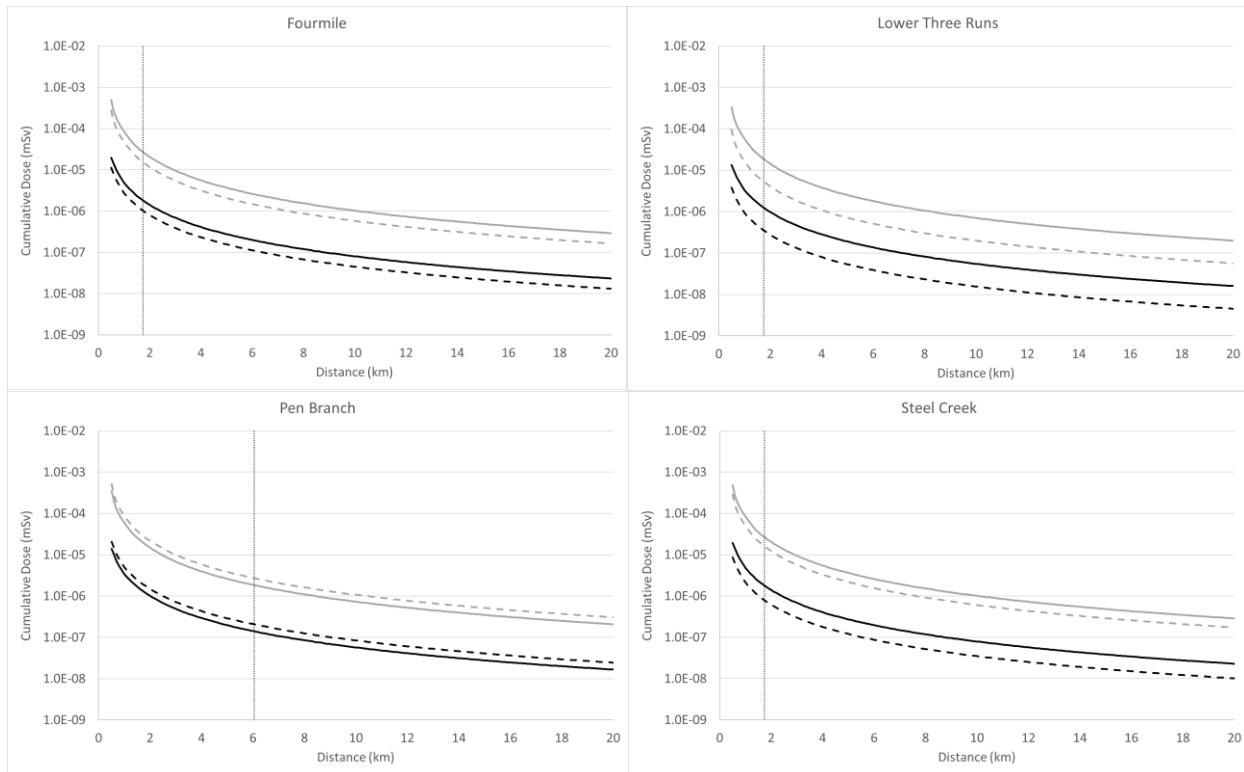 Fourmile
1.0E-02
1.0E-03
1.0E-04
1.0E-05
1.0E-06
1.0E-07
1.0E-08
1.0E-09
Cumulative Dose (mSv)
0 2 4 6 8 10 12 14 16 18 20
Distance (km)
Lower Three Runs
1.0E-02
1.0E-03
1.0E-04
1.0E-05
1.0E-06
1.0E-07
1.0E-08
1.0E-09
Cumulative Dose (mSv)
0 2 4 6 8 10 12 14 16 18 20
Distance (km)
Pen Branch
1.0E-02
1.0E-03
1.0E-04
1.0E-05
1.0E-06
1.0E-07
1.0E-08
1.0E-09
Cumulative Dose (mSv)
0 2 4 6 8 10 12 14 16 18 20
Distance (km)
Steel Creek
1.0E-02
1.0E-03
1.0E-04
1.0E-05
1.0E-06
1.0E-07
1.0E-08
1.0E-09
Cumulative Dose (mSv)
0 2 4 6 8 10 12 14 16 18 20
Distance (km)